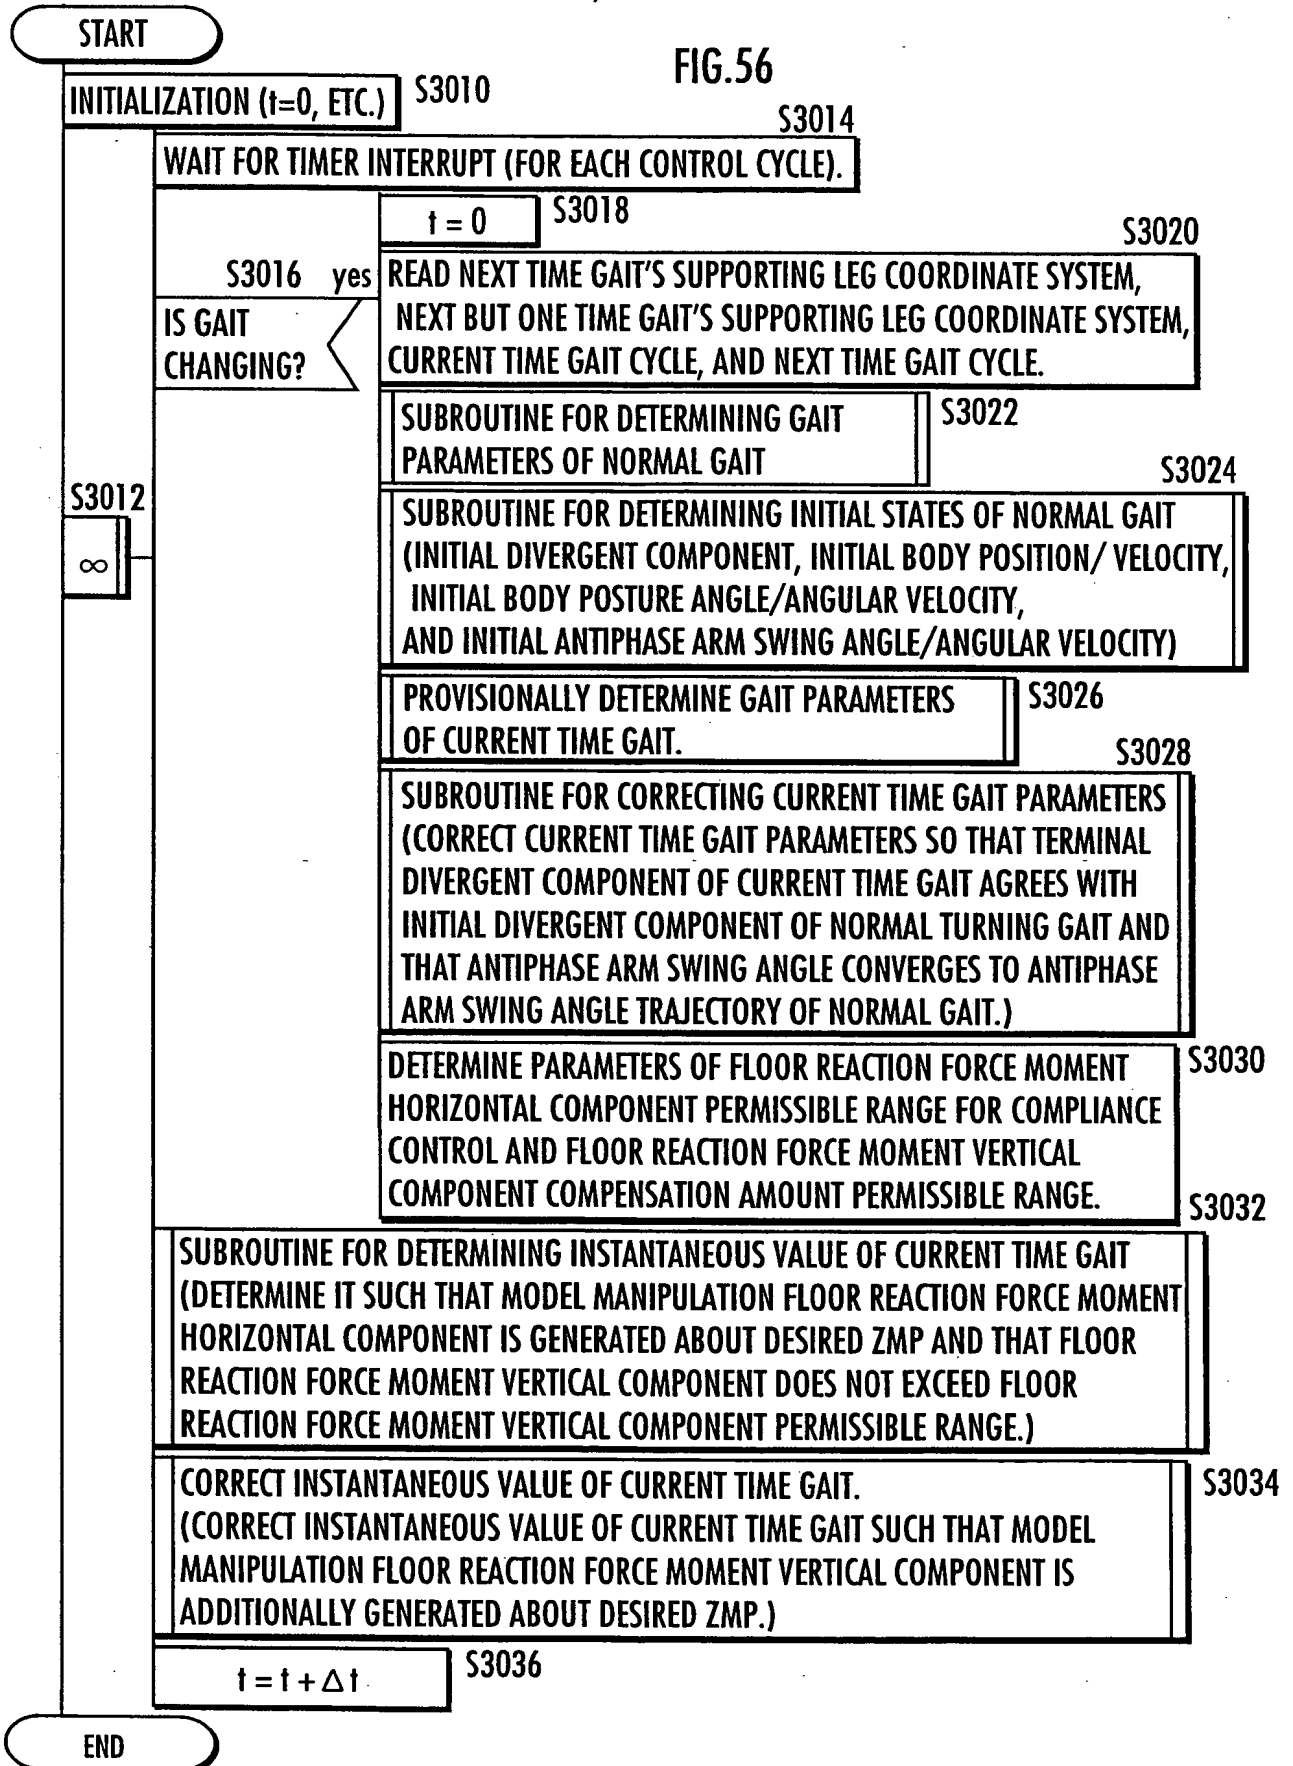 START
FIG.56
INITIALIZATION (t=0, ETC.)
S3010
S3014
WAIT FOR TIMER INTERRUPT (FOR EACH CONTROL CYCLE).
t = 0
S3018
S3020
S3016 yes
IS GAIT
CHANGING?
READ NEXT TIME GAIT'S SUPPORTING LEG COORDINATE SYSTEM,
NEXT BUT ONE TIME GAIT'S SUPPORTING LEG COORDINATE SYSTEM,
CURRENT TIME GAIT CYCLE, AND NEXT TIME GAIT CYCLE.
SUBROUTINE FOR DETERMINING GAIT
PARAMETERS OF NORMAL GAIT
S3022
S3024
S3012
∞
SUBROUTINE FOR DETERMINING INITIAL STATES OF NORMAL GAIT
(INITIAL DIVERGENT COMPONENT, INITIAL BODY POSITION/ VELOCITY,
INITIAL BODY POSTURE ANGLE/ANGULAR VELOCITY,
AND INITIAL ANTIPHASE ARM SWING ANGLE/ANGULAR VELOCITY)
PROVISIONALLY DETERMINE GAIT PARAMETERS
OF CURRENT TIME GAIT.
S3026
S3028
SUBROUTINE FOR CORRECTING CURRENT TIME GAIT PARAMETERS
(CORRECT CURRENT TIME GAIT PARAMETERS SO THAT TERMINAL
DIVERGENT COMPONENT OF CURRENT TIME GAIT AGREES WITH
INITIAL DIVERGENT COMPONENT OF NORMAL TURNING GAIT AND
THAT ANTIPHASE ARM SWING ANGLE CONVERGES TO ANTIPHASE
ARM SWING ANGLE TRAJECTORY OF NORMAL GAIT.)
DETERMINE PARAMETERS OF FLOOR REACTION FORCE MOMENT
HORIZONTAL COMPONENT PERMISSIBLE RANGE FOR COMPLIANCE
CONTROL AND FLOOR REACTION FORCE MOMENT VERTICAL
COMPONENT COMPENSATION AMOUNT PERMISSIBLE RANGE.
S3030
S3032
SUBROUTINE FOR DETERMINING INSTANTANEOUS VALUE OF CURRENT TIME GAIT
(DETERMINE IT SUCH THAT MODEL MANIPULATION FLOOR REACTION FORCE MOMENT
HORIZONTAL COMPONENT IS GENERATED ABOUT DESIRED ZMP AND THAT FLOOR
REACTION FORCE MOMENT VERTICAL COMPONENT DOES NOT EXCEED FLOOR
REACTION FORCE MOMENT VERTICAL COMPONENT PERMISSIBLE RANGE.)
CORRECT INSTANTANEOUS VALUE OF CURRENT TIME GAIT.
(CORRECT INSTANTANEOUS VALUE OF CURRENT TIME GAIT SUCH THAT MODEL
MANIPULATION FLOOR REACTION FORCE MOMENT VERTICAL COMPONENT IS
ADDITIONALLY GENERATED ABOUT DESIRED ZMP.)
S3034
t = t + Δt
S3036
END